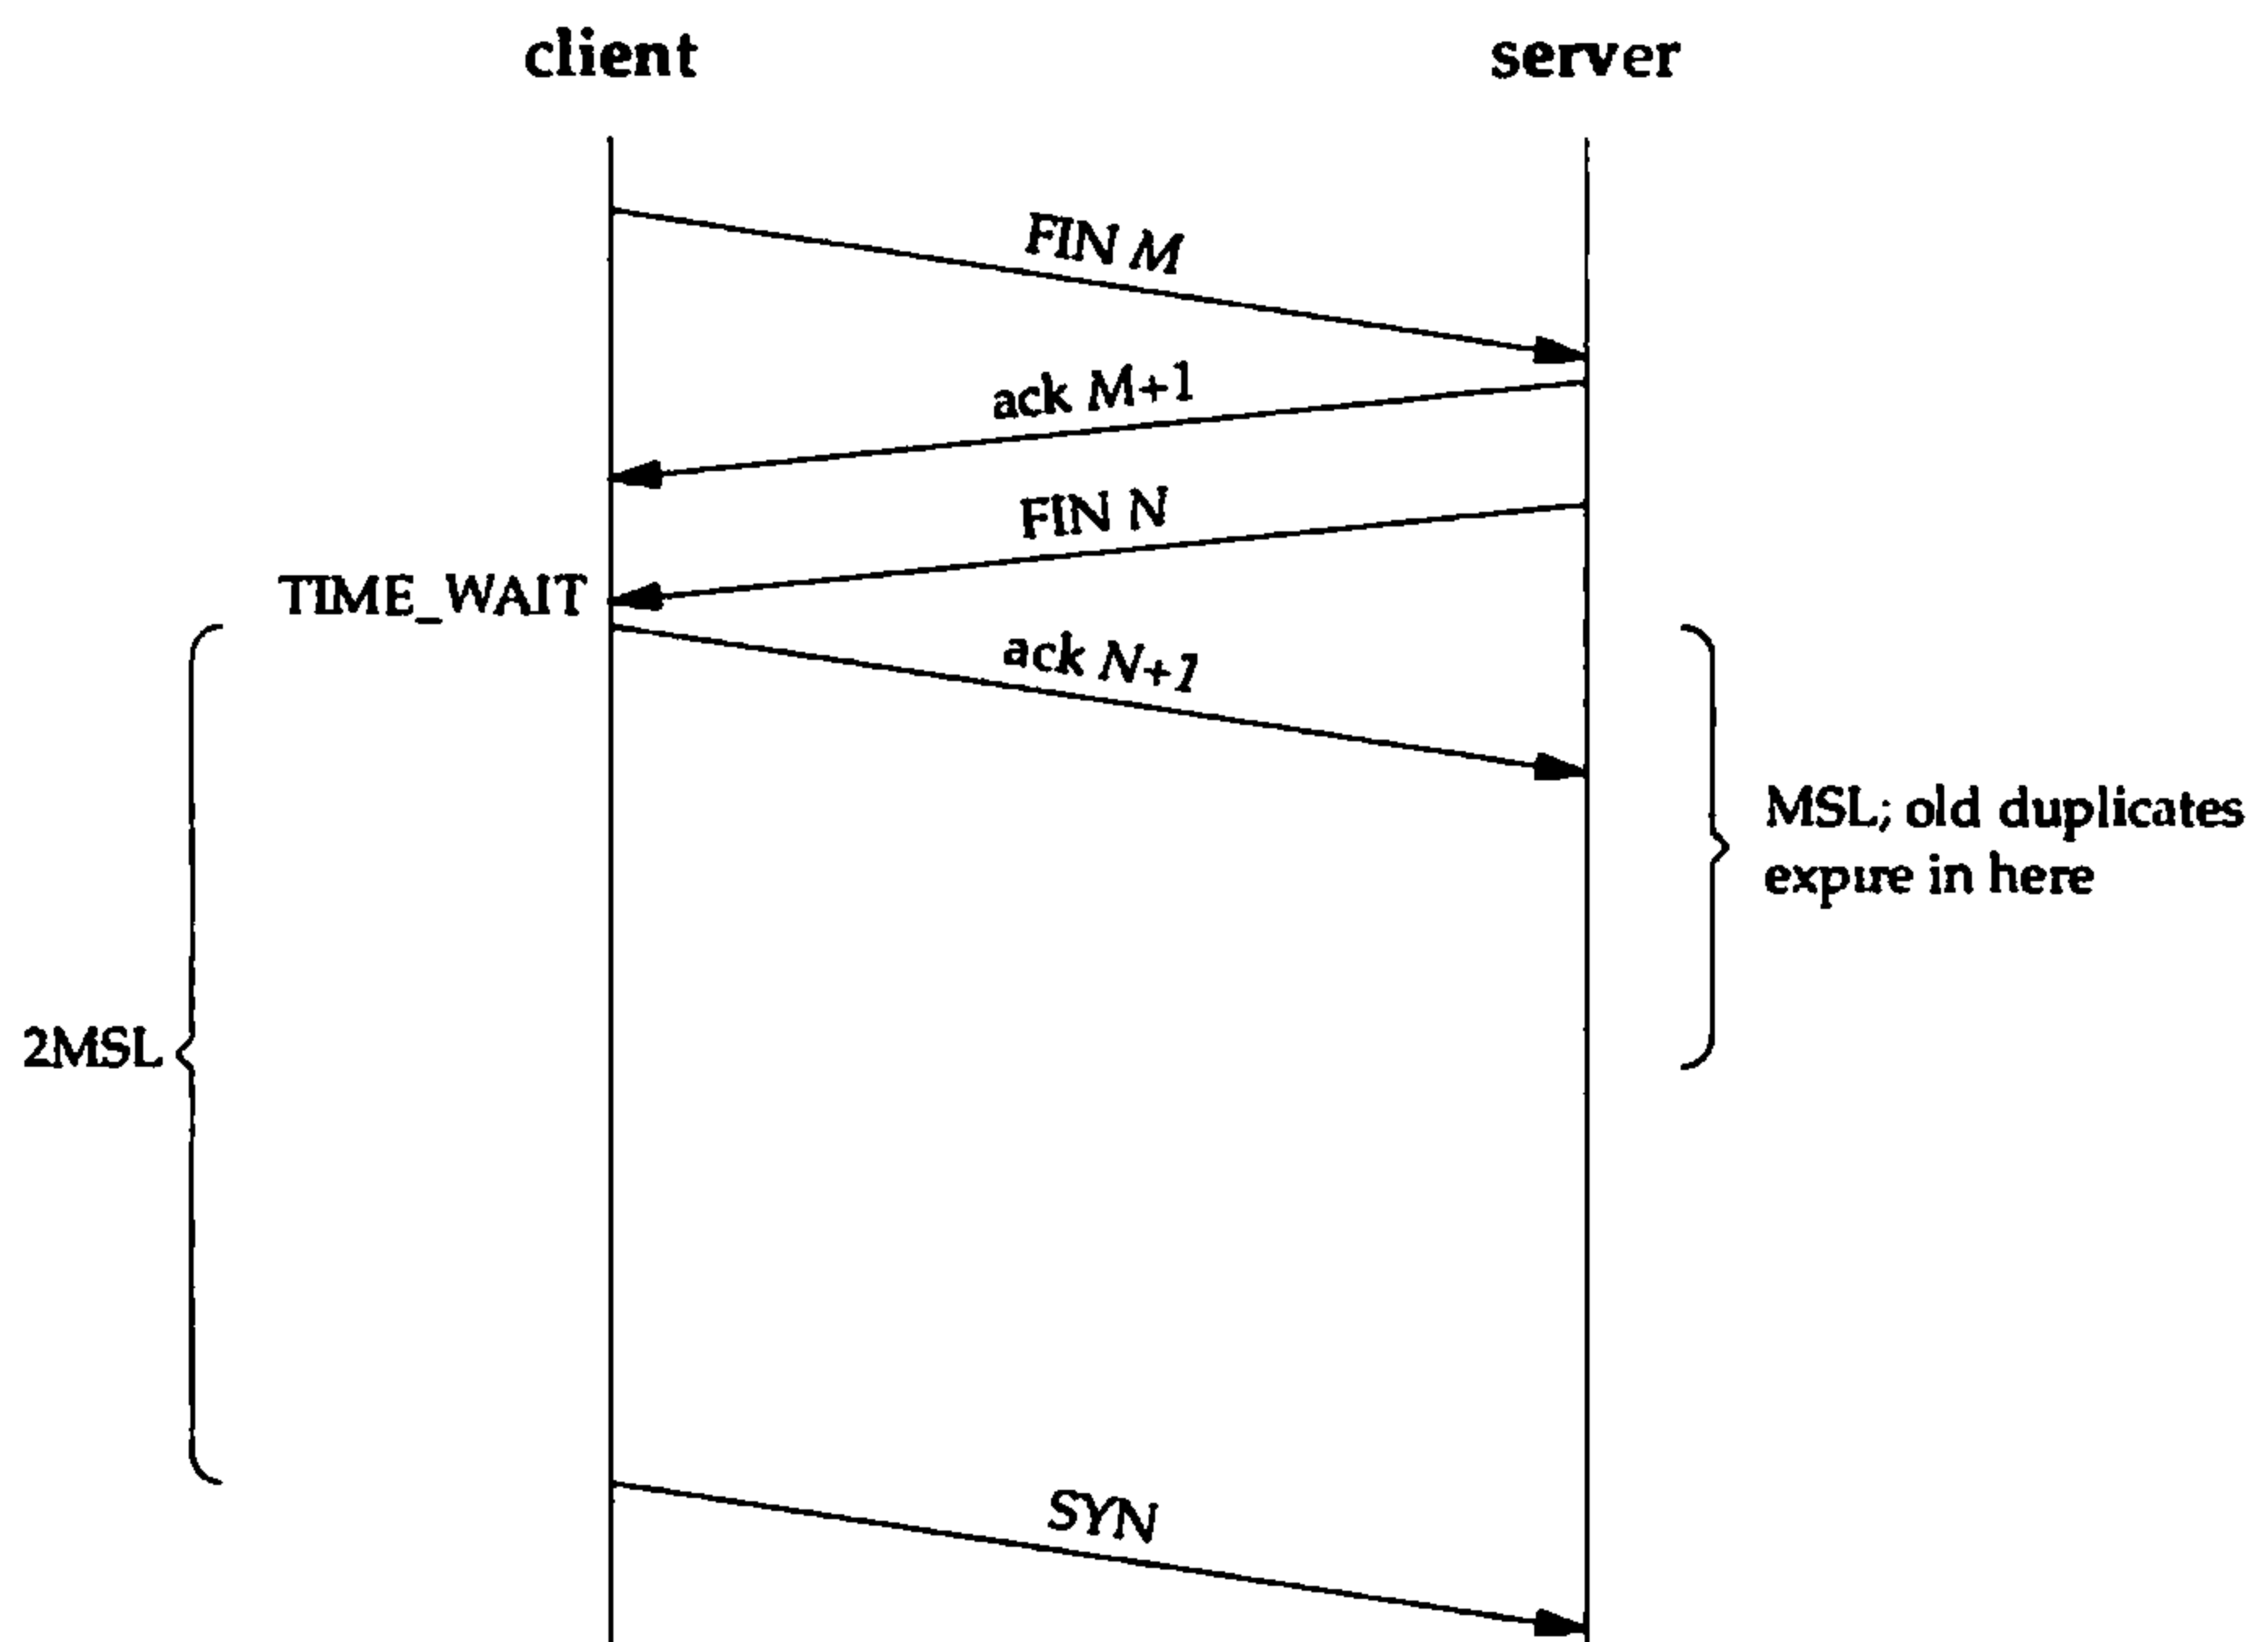 client
server
FIN M
ack M+1
FIN N
TIME_WAIT
ack N+1
MSL; old duplicates
expire in here
2MSL
SYN